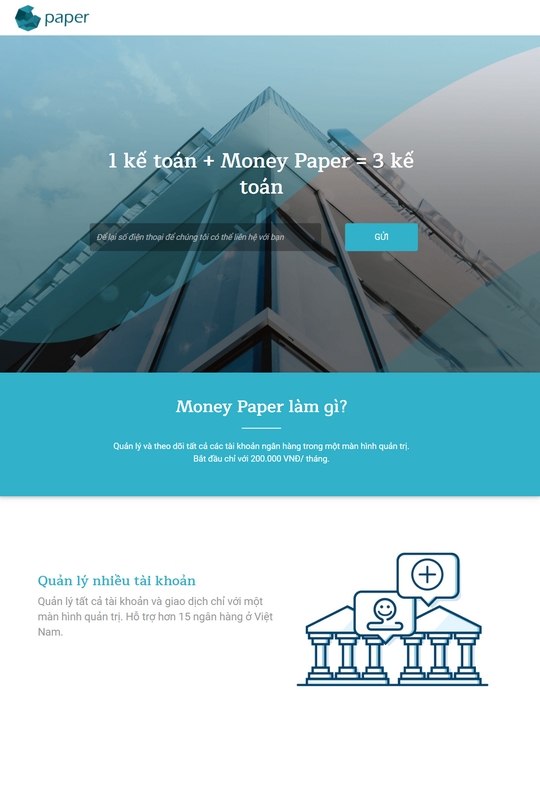 paper
1 kế toán + Money Paper = 3 kế
toán
Để lại số điện thoại để chúng tôi có thể liên hệ với bạn
GỬI
Money Paper làm gì?
Quản lý và theo dõi tất cả các tài khoản ngân hàng trong một màn hình quản trị.
Bắt đầu chỉ với 200.000 VNĐ/ tháng.
Quản lý nhiều tài khoản
Quản lý tất cả tài khoản và giao dịch chỉ với một
màn hình quản trị. Hỗ trợ hơn 15 ngân hàng ở Việt
Nam.